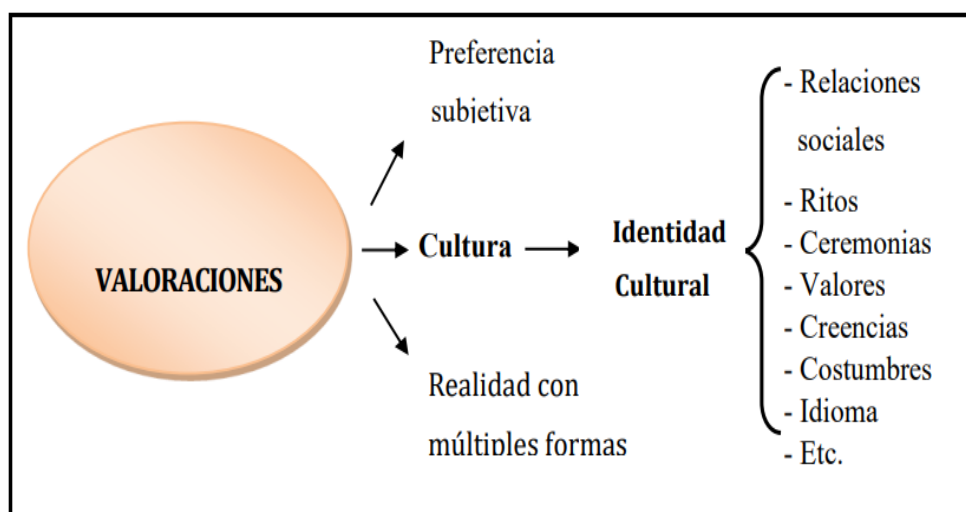 VALORACIONES
Preferencia
subjetiva
Cultura
Realidad con
múltiples formas
Identidad
Cultural
- Relaciones
sociales
- Ritos
- Ceremonias
- Valores
- Creencias
- Costumbres
- Idioma
- Etc.